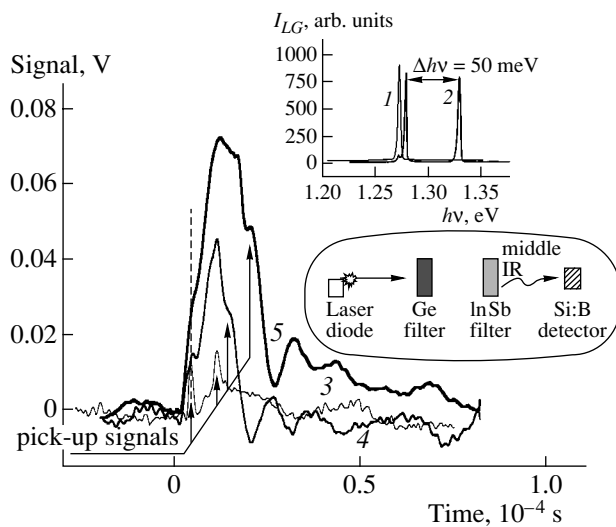 I_LG, arb. units
1000
750
500
250
0
Δhν = 50 meV
1
2
1.20 1.25 1.30 1.35
hν, eV
Signal, V
0.08
0.06
0.04
0.02
0
middle
IR
Laser
diode
Ge
filter
lnSb
filter
Si:B
detector
5
3
4
pick-up signals
0 0.5 1.0
Time, 10⁻⁴ s